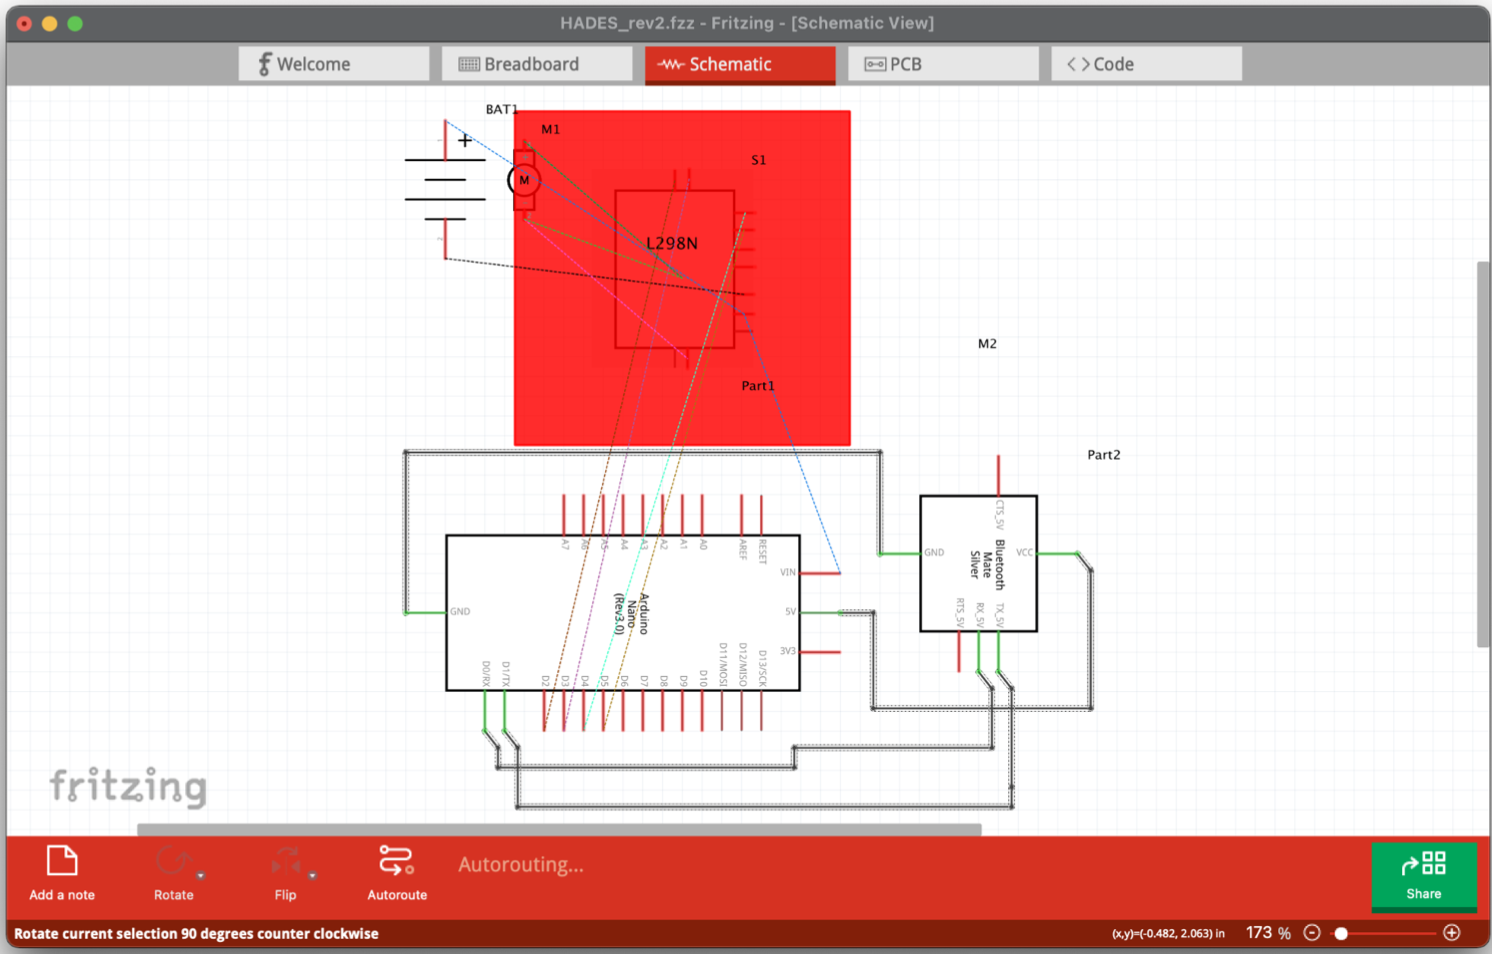 HADES_rev2.fzz - Fritzing - [Schematic View]
Welcome
Breadboard
Schematic
PCB
<> Code
BAT1
+
M1
M
S1
L298N
Part1
M2
Part2
A7 A6 A5 A4 A3 A2 A1 A0 AREF RESET
VIN
5V
3V3
GND
Arduino
Nano
(Rev3.0)
D0/RX D1/TX D2 D3 D4 D5 D6 D7 D8 D9 D10 D11/MOSI D12/MISO D13/SCK
CTS_5V
GND
VCC
Bluetooth
Mate
Silver
RTS_5V RX_5V TX_5V
fritzing
Add a note
Rotate
Flip
Autoroute
Autorouting...
Share
Rotate current selection 90 degrees counter clockwise
(x,y)=(-0.482, 2.063) in
173 %